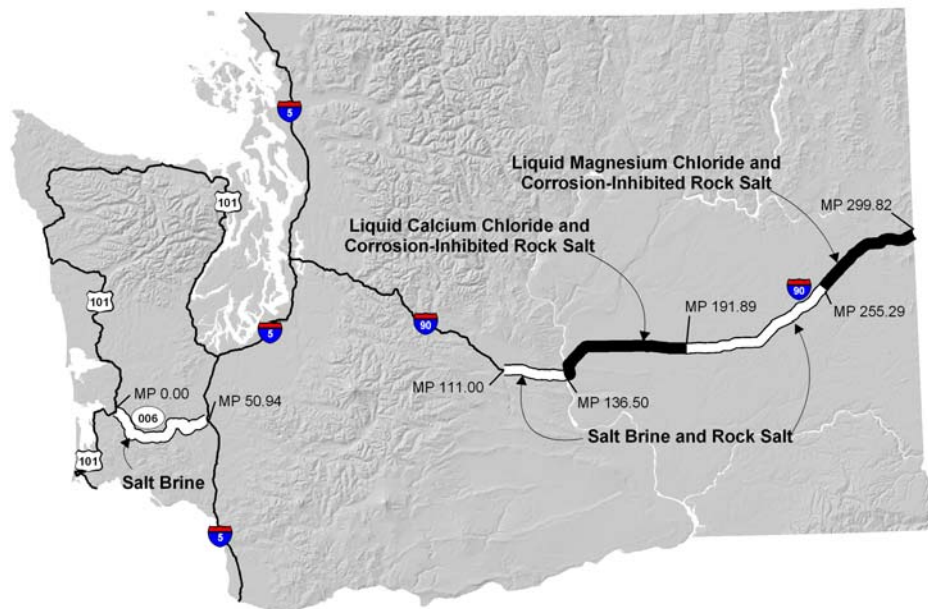 5
Liquid Magnesium Chloride and
Corrosion-Inhibited Rock Salt
101
MP 299.82
Liquid Calcium Chloride and
Corrosion-Inhibited Rock Salt
101
90
5
90
MP 191.89
MP 255.29
MP 111.00
MP 136.50
MP 0.00
006
MP 50.94
Salt Brine and Rock Salt
101
Salt Brine
5